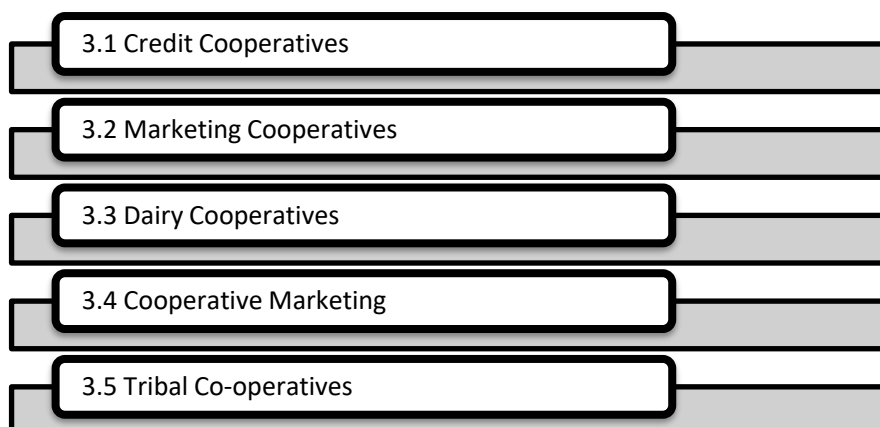 3.1 Credit Cooperatives
3.2 Marketing Cooperatives
3.3 Dairy Cooperatives
3.4 Cooperative Marketing
3.5 Tribal Co-operatives